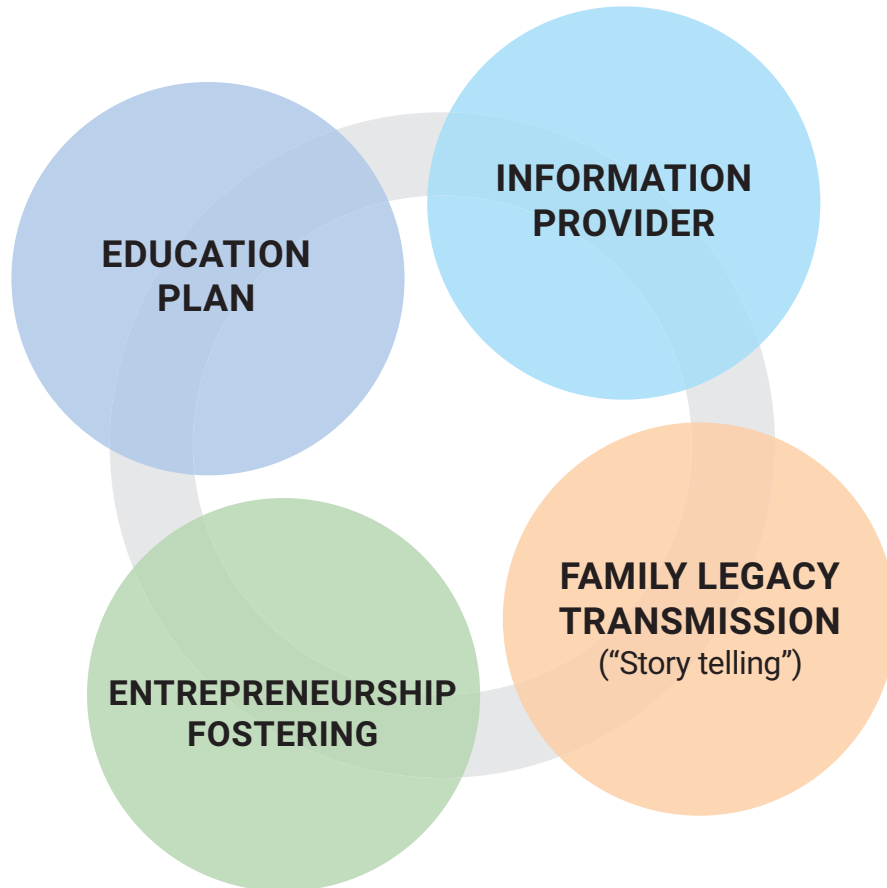 INFORMATION
PROVIDER
EDUCATION
PLAN
FAMILY LEGACY
TRANSMISSION
(“Story telling”)
ENTREPRENEURSHIP
FOSTERING